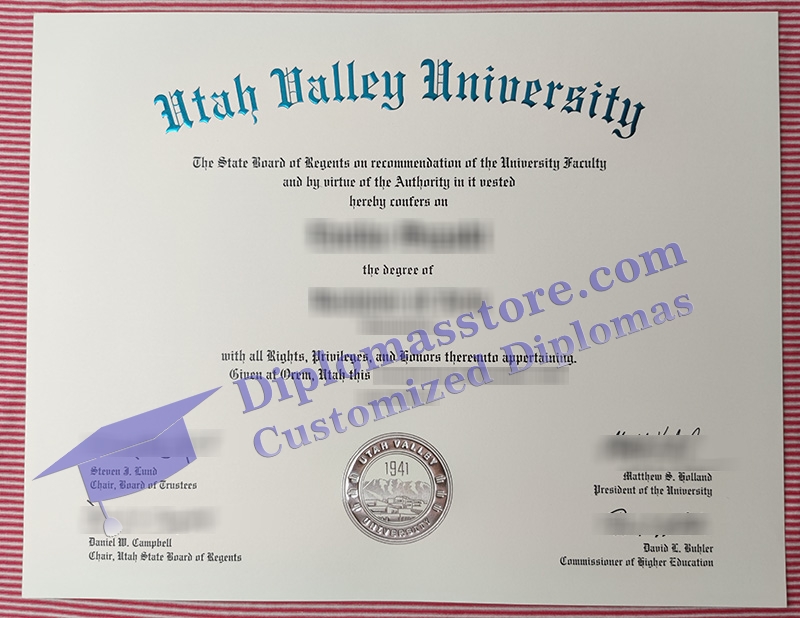 Utah Valley University
The State Board of Regents on recommendation of the University Faculty
and by virtue of the Authority in it vested
hereby confers on
the degree of
with all Rights, Privileges, and Honors thereunto appertaining.
Given at Orem, Utah this
Diplomasstore.com
Customized Diplomas
Steven J. Lund
Chair, Board of Trustees
Daniel W. Campbell
Chair, Utah State Board of Regents
UTAH VALLEY
1941
UNIVERSITY
Matthew S. Holland
President of the University
David L. Buhler
Commissioner of Higher Education